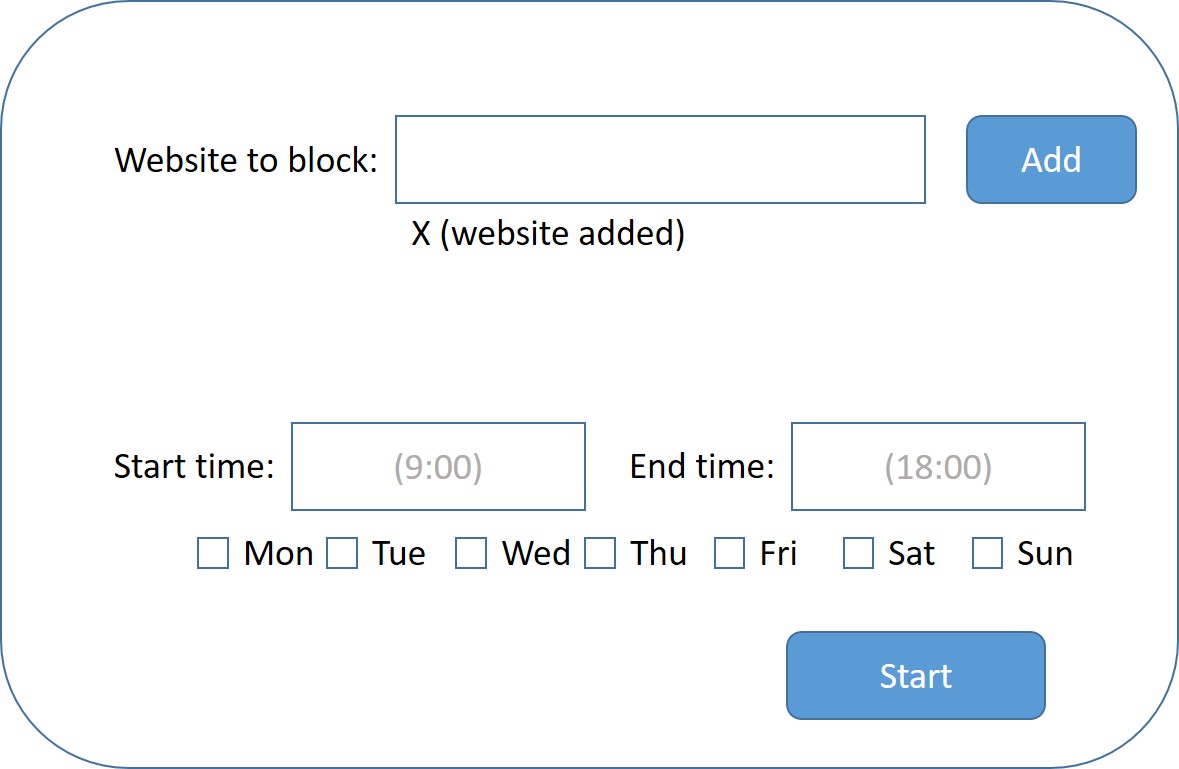 Website to block: Add
X (website added)
Start time: (9:00) End time: (18:00)
Mon Tue Wed Thu Fri Sat Sun
Start